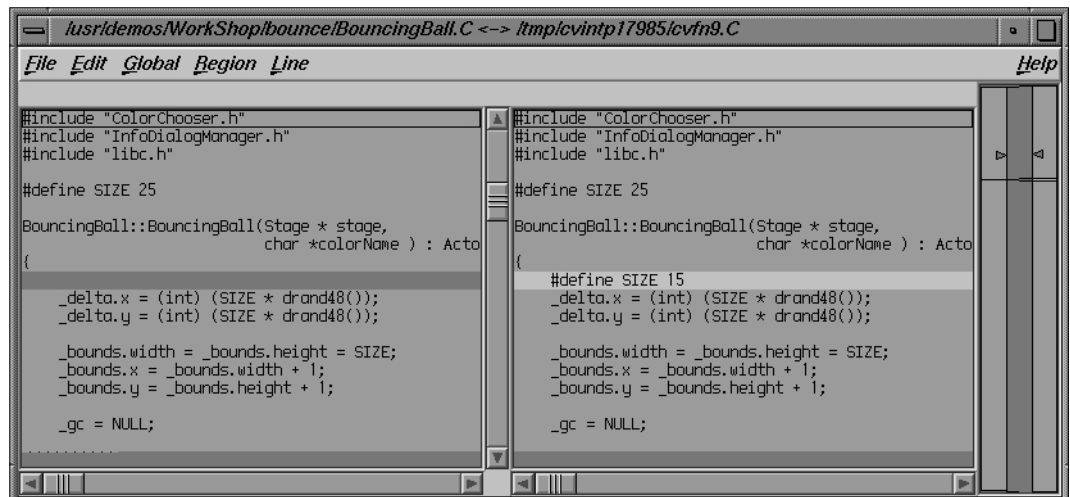 /usr/demos/WorkShop/bounce/BouncingBall.C <-> /tmp/cvintp17985/cvfn9.C
File Edit Global Region Line Help
#include "ColorChooser.h"
#include "InfoDialogManager.h"
#include "libc.h"
#define SIZE 25
BouncingBall::BouncingBall(Stage * stage,
char *colorName ) : Acto
{
_delta.x = (int) (SIZE * drand48());
_delta.y = (int) (SIZE * drand48());
_bounds.width = _bounds.height = SIZE;
_bounds.x = _bounds.width + 1;
_bounds.y = _bounds.height + 1;
_gc = NULL;
#include "ColorChooser.h"
#include "InfoDialogManager.h"
#include "libc.h"
#define SIZE 25
BouncingBall::BouncingBall(Stage * stage,
char *colorName ) : Acto
{
#define SIZE 15
_delta.x = (int) (SIZE * drand48());
_delta.y = (int) (SIZE * drand48());
_bounds.width = _bounds.height = SIZE;
_bounds.x = _bounds.width + 1;
_bounds.y = _bounds.height + 1;
_gc = NULL;